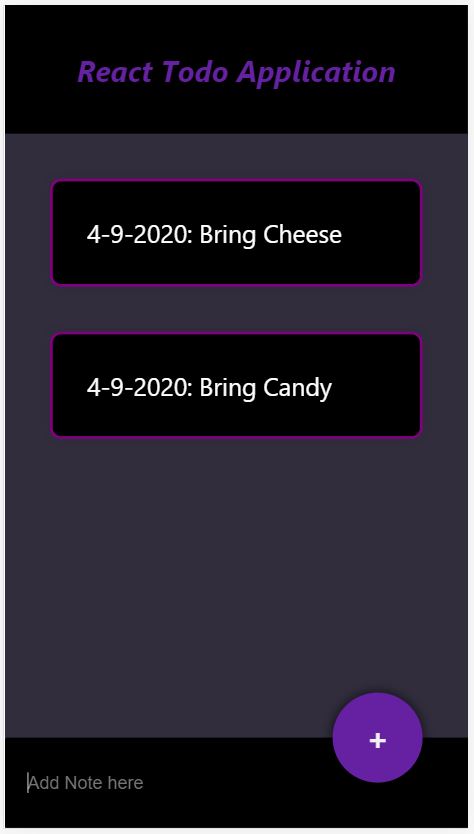 React Todo Application
4-9-2020: Bring Cheese
4-9-2020: Bring Candy
+
Add Note here